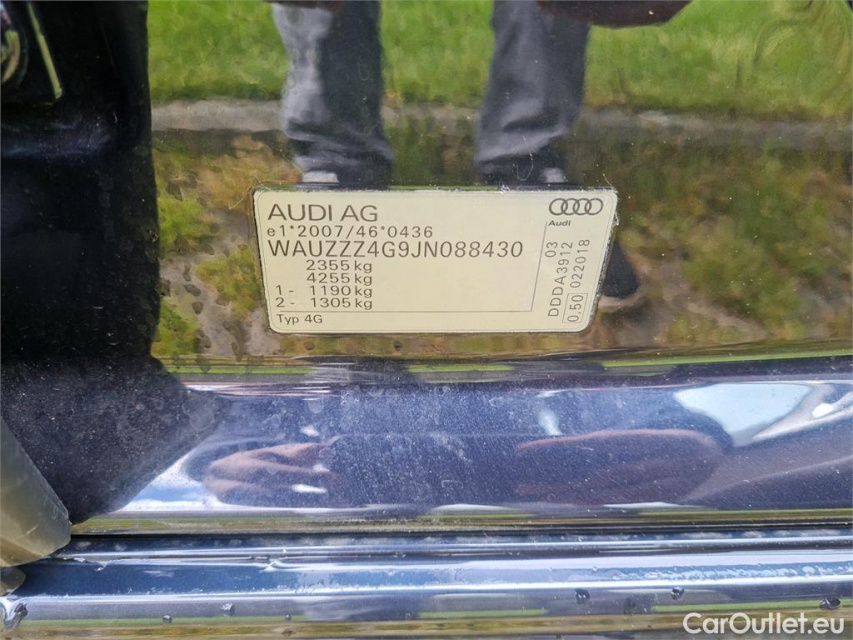 AUDI AG
Audi
e1*2007/46*0436
WAUZZZ4G9JN088430
2355 kg
4255 kg
1 - 1190 kg
2 - 1305 kg
Typ 4G
DDDA3912 03
0.50 022018
CarOutlet.eu